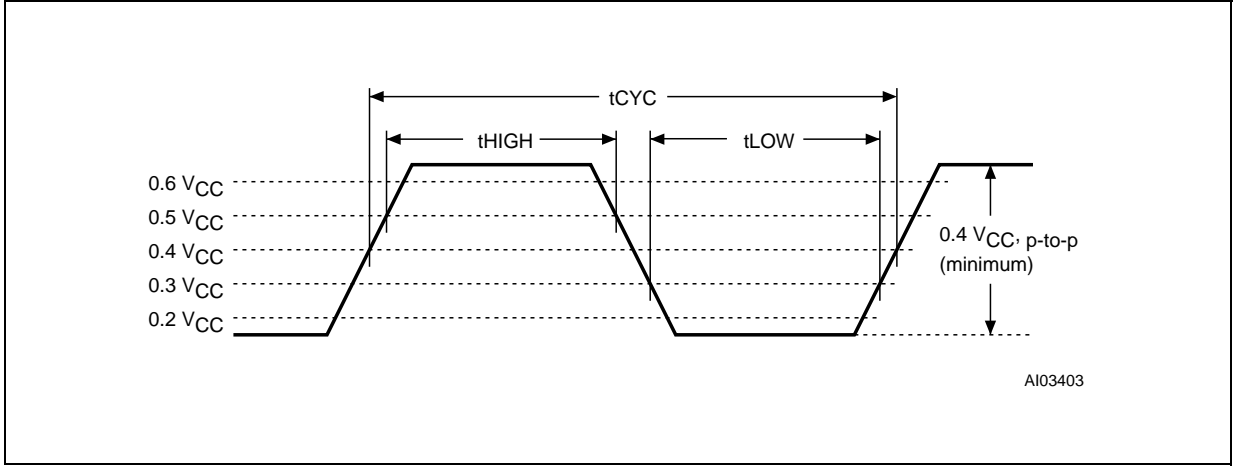 tCYC
tHIGH
tLOW
0.6 VCC
0.5 VCC
0.4 VCC
0.3 VCC
0.2 VCC
0.4 VCC, p-to-p
(minimum)
AI03403